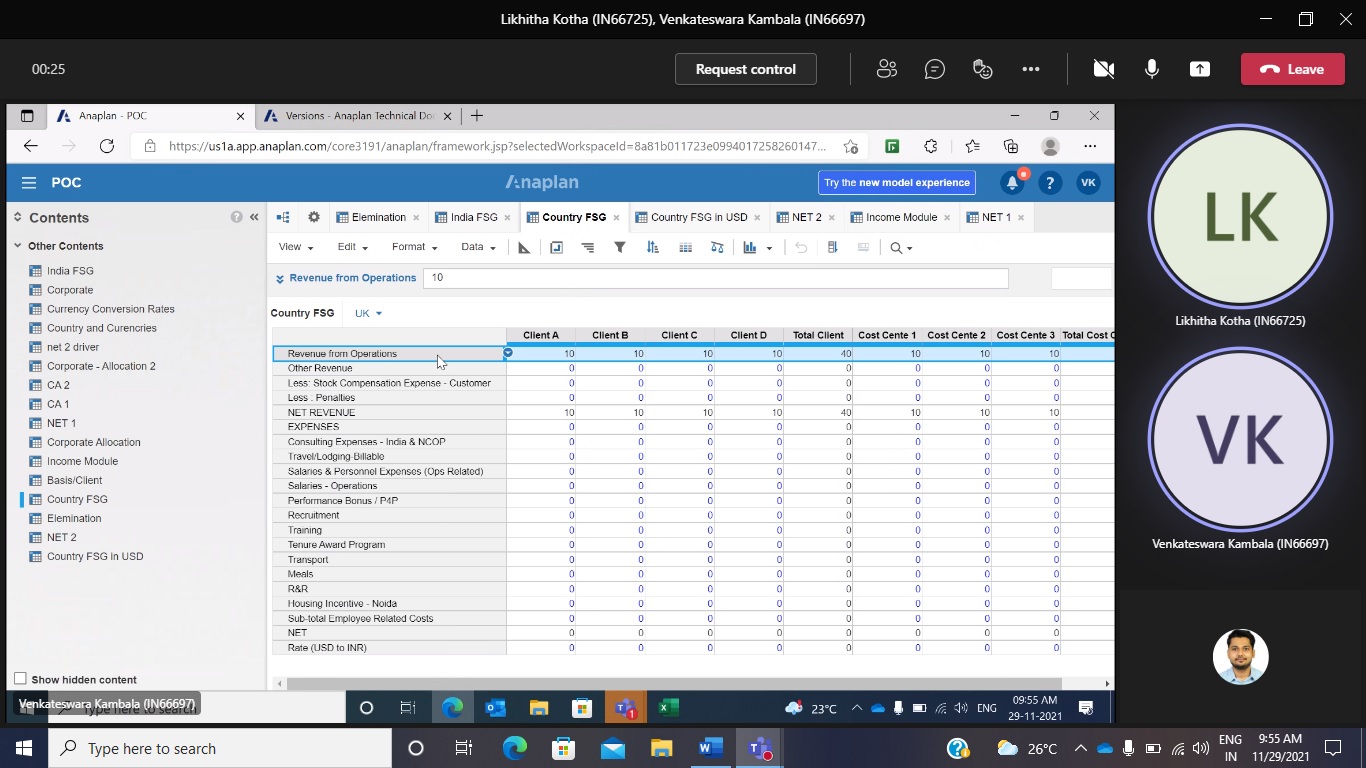 Likhitha Kotha (IN66725), Venkateswara Kambala (IN66697)
00:25
Request control
Leave
Anaplan - POC
Versions - Anaplan Technical Do
https://us1a.app.anaplan.com/core3191/anaplan/framework.jsp?selectedWorkspaceId=8a81b011723e0994017258260147...
POC
Anaplan
Try the new model experience
VK
Contents
Elemination
India FSG
Country FSG
Country FSG in USD
NET 2
Income Module
NET 1
Other Contents
India FSG
Corporate
Currency Conversion Rates
Country and Curencories
net 2 driver
Corporate - Allocation 2
CA 2
CA 1
NET 1
Corporate Allocation
Income Module
Basis/Client
Country FSG
Elemination
NET 2
Country FSG in USD
Show hidden content
View Edit Format Data
Revenue from Operations 10
Country FSG UK
Client A Client B Client C Client D Total Client Cost Cente 1 Cost Cente 2 Cost Cente 3 Total Cost C
Revenue from Operations 10 10 10 10 40 10 10 10
Other Revenue 0 0 0 0 0 0 0 0
Less: Stock Compensation Expense - Customer 0 0 0 0 0 0 0 0
Less : Penalties 0 0 0 0 0 0 0 0
NET REVENUE 10 10 10 10 40 10 10 10
EXPENSES 0 0 0 0 0 0 0 0
Consulting Expenses - India & NCOP 0 0 0 0 0 0 0 0
Travel/Lodging-Billable 0 0 0 0 0 0 0 0
Salaries & Personnel Expenses (Ops Related) 0 0 0 0 0 0 0 0
Salaries - Operations 0 0 0 0 0 0 0 0
Performance Bonus / P4P 0 0 0 0 0 0 0 0
Recruitment 0 0 0 0 0 0 0 0
Training 0 0 0 0 0 0 0 0
Tenure Award Program 0 0 0 0 0 0 0 0
Transport 0 0 0 0 0 0 0 0
Meals 0 0 0 0 0 0 0 0
R&R 0 0 0 0 0 0 0 0
Housing Incentive - Noida 0 0 0 0 0 0 0 0
Sub-total Employee Related Costs 0 0 0 0 0 0 0 0
NET 0 0 0 0 0 0 0 0
Rate (USD to INR) 0 0 0 0 0 0 0 0
LK
Likhitha Kotha (IN66725)
VK
Venkateswara Kambala (IN66697)
Venkateswara Kambala (IN66697)
Type here to search
1
23°C
ENG
09:55 AM
29-11-2021
Type here to search
26°C
ENG
IN
9:55 AM
11/29/2021